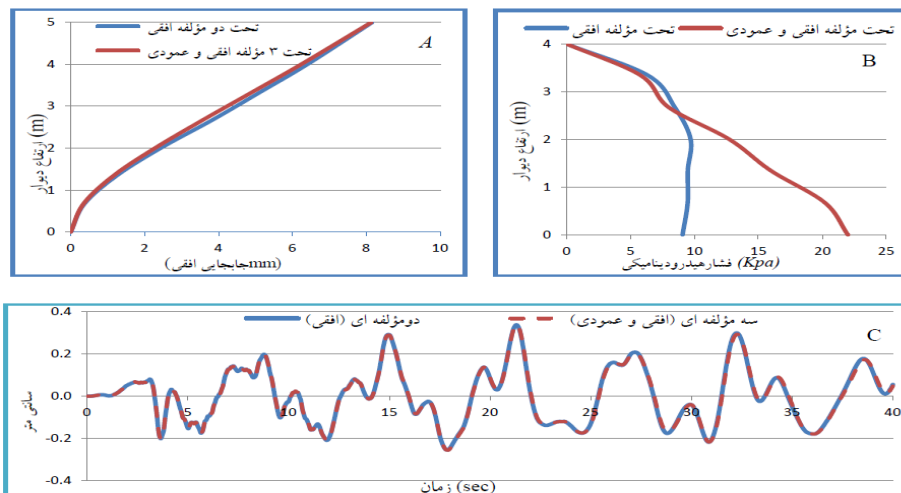 A
تحت دو مؤلفه افقی
تحت ۳ مؤلفه افقی و عمودی
5
4
3
2
1
0
ارتفاع دیوار (m)
0 2 4 6 8 10
جابجایی افقی (mm
B
تحت مؤلفه افقی
تحت مؤلفه افقی و عمودی
4
3
2
1
0
ارتفاع دیوار (m)
0 5 10 15 20 25
فشارهیدرودینامیکی (Kpa)
C
دومؤلفه ای (افقی)
سه مؤلفه ای (افقی و عمودی)
0.4
0.2
0.0
-0.2
-0.4
سانتی متر
0 5 10 15 20 25 30 35 40
زمان (sec)